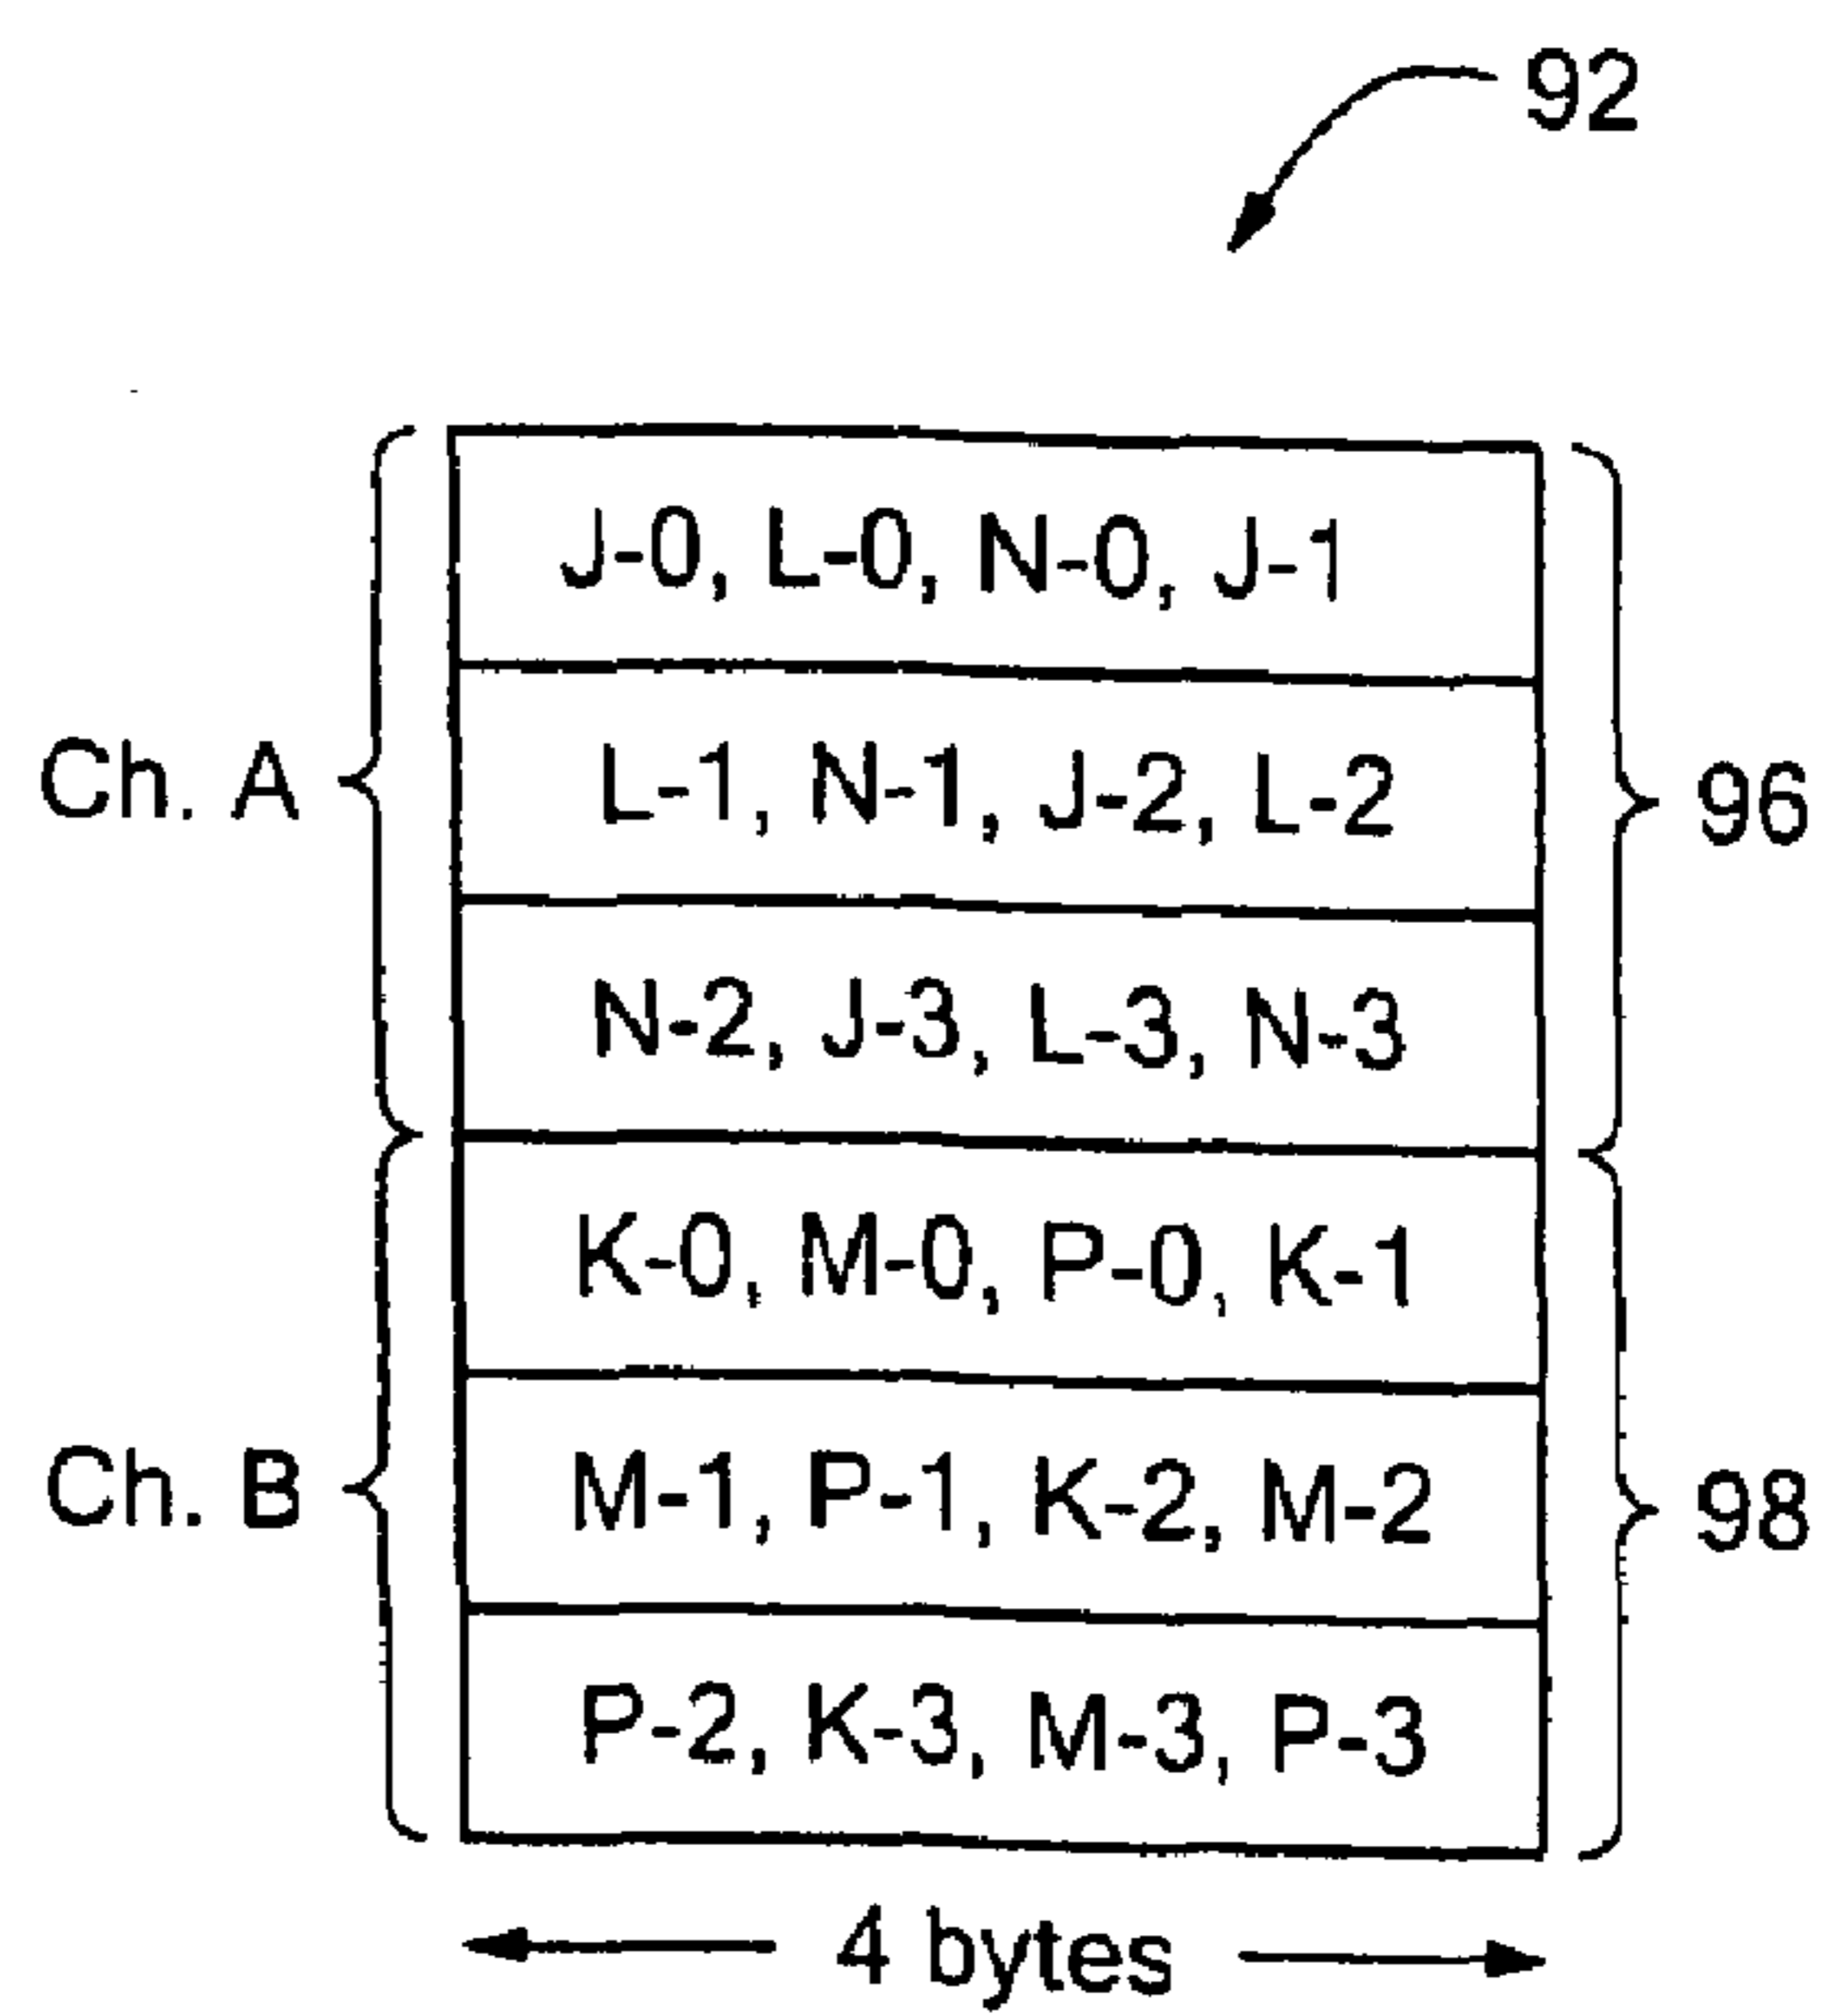 92
J-0, L-0, N-0, J-1
Ch. A
L-1, N-1, J-2, L-2
96
N-2, J-3, L-3, N-3
K-0, M-0, P-0, K-1
Ch. B
M-1, P-1, K-2, M-2
98
P-2, K-3, M-3, P-3
4 bytes